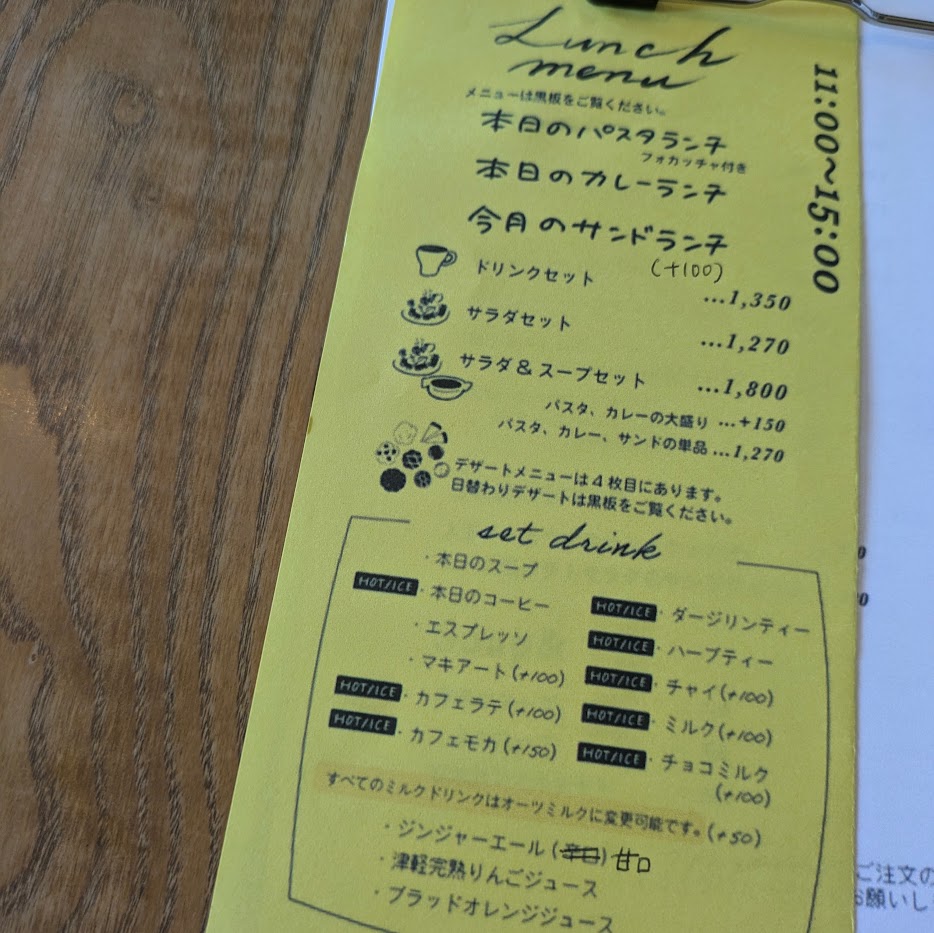 Lunch
menu
11:00〜15:00
メニューは黒板をご覧ください。
本日のパスタランチ
フォカッチャ付き
本日のカレーランチ
今月のサンドランチ
(+100)
ドリンクセット ...1,350
サラダセット ...1,270
サラダ&スープセット ...1,800
パスタ、カレーの大盛り ...+150
パスタ、カレー、サンドの単品 ...1,270
デザートメニューは4枚目にあります。
日替わりデザートは黒板をご覧ください。
set drink
・本日のスープ
HOT/ICE ・本日のコーヒー
・エスプレッソ
・マキアート(+100)
HOT/ICE ・カフェラテ(+100)
HOT/ICE ・カフェモカ(+150)
HOT/ICE ・ダージリンティー
HOT/ICE ・ハーブティー
HOT/ICE ・チャイ(+100)
HOT/ICE ・ミルク(+100)
HOT/ICE ・チョコミルク
(+100)
すべてのミルクドリンクはオーツミルクに変更可能です。(+50)
・ジンジャーエール(辛口)甘口
・津軽完熟りんごジュース
・ブラッドオレンジジュース
ご注文の
お願いし